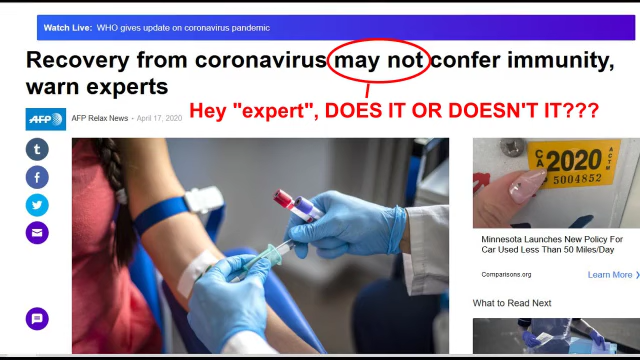 Watch Live: WHO gives update on coronavirus pandemic
Recovery from coronavirus may not confer immunity,
warn experts
Hey "expert", DOES IT OR DOESN'T IT???
AFP
AFP Relax News - April 17, 2020
t
f
CA 2020 ACTM
5004852
Minnesota Launches New Policy For
Car Used Less Than 50 Miles/Day
Comparisons.org
Learn More
What to Read Next